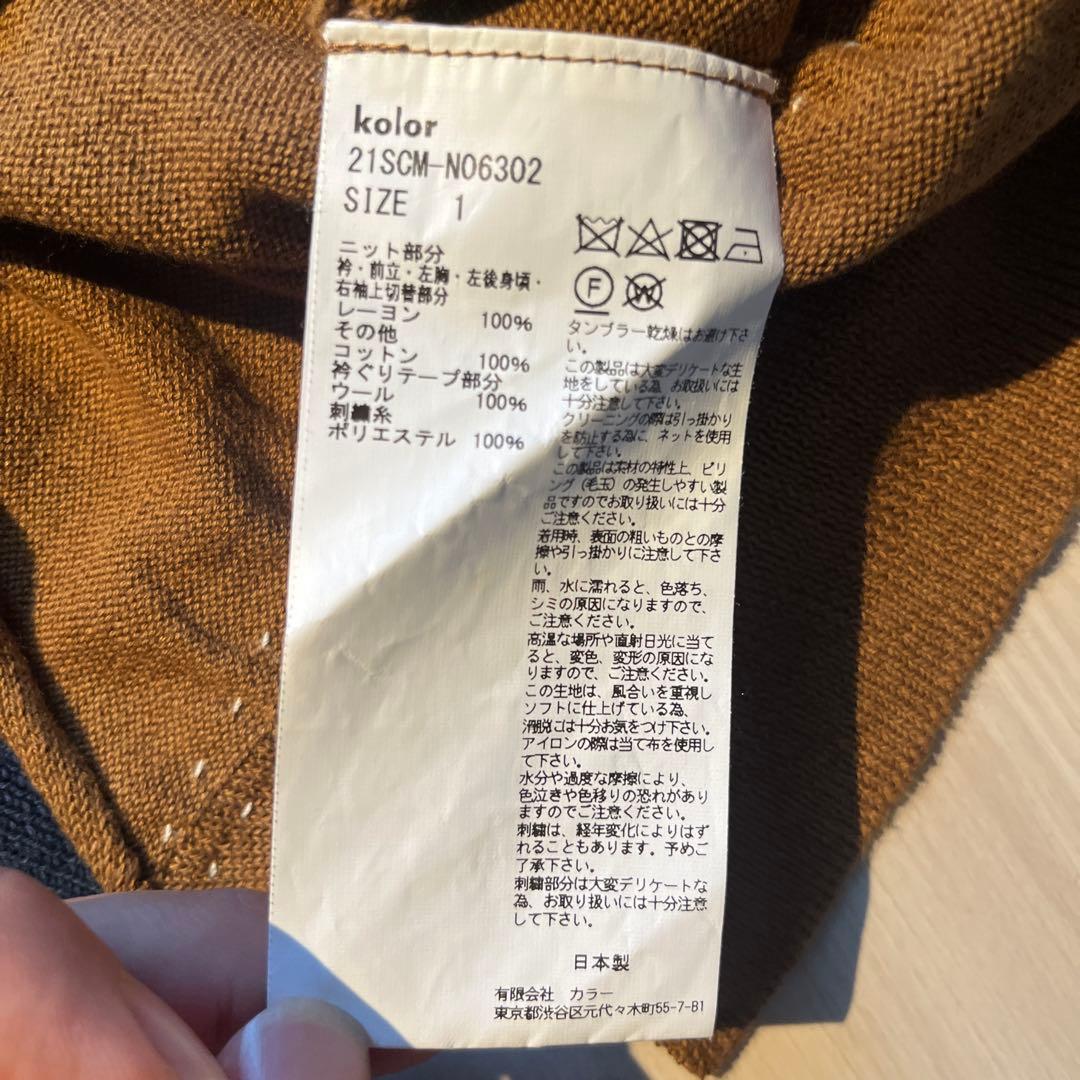 kolor
21SCM-N06302
SIZE 1
ニット部分
衿・前立・左胸・左後身頃・
右袖上切替部分
レーヨン 100%
その他
コットン 100%
衿ぐりテープ部分
ウール 100%
刺繍糸
ポリエステル 100%
F
W
タンブラー乾燥はお避け下さ
い。
この製品は大変デリケートな生
地をしている為、お取扱いには
十分注意して下さい。
クリーニングの際は引っ掛かり
を防止する為に、ネットを使用
して下さい。
この製品は素材の特性上、ピリ
ング(毛玉)の発生しやすい製
品ですのでお取り扱いには十分
ご注意ください。
着用時、表面の粗いものとの摩
擦や引っ掛かりに注意して下さ
い。
雨、水に濡れると、色落ち、
シミの原因になりますので、
ご注意ください。
高温な場所や直射日光に当て
ると、変色、変形の原因にな
りますので、ご注意ください。
この生地は、風合いを重視し
ソフトに仕上げている為、
滑脱には十分お気をつけ下さい。
アイロンの際は当て布を使用し
て下さい。
水分や過度な摩擦により、
色泣きや色移りの恐れがあり
ますのでご注意ください。
刺繍は、経年変化によりはず
れることもあります。予めご
了承下さい。
刺繍部分は大変デリケートな
為、お取り扱いには十分注意
して下さい。
日本製
有限会社 カラー
東京都渋谷区元代々木町55-7-B1